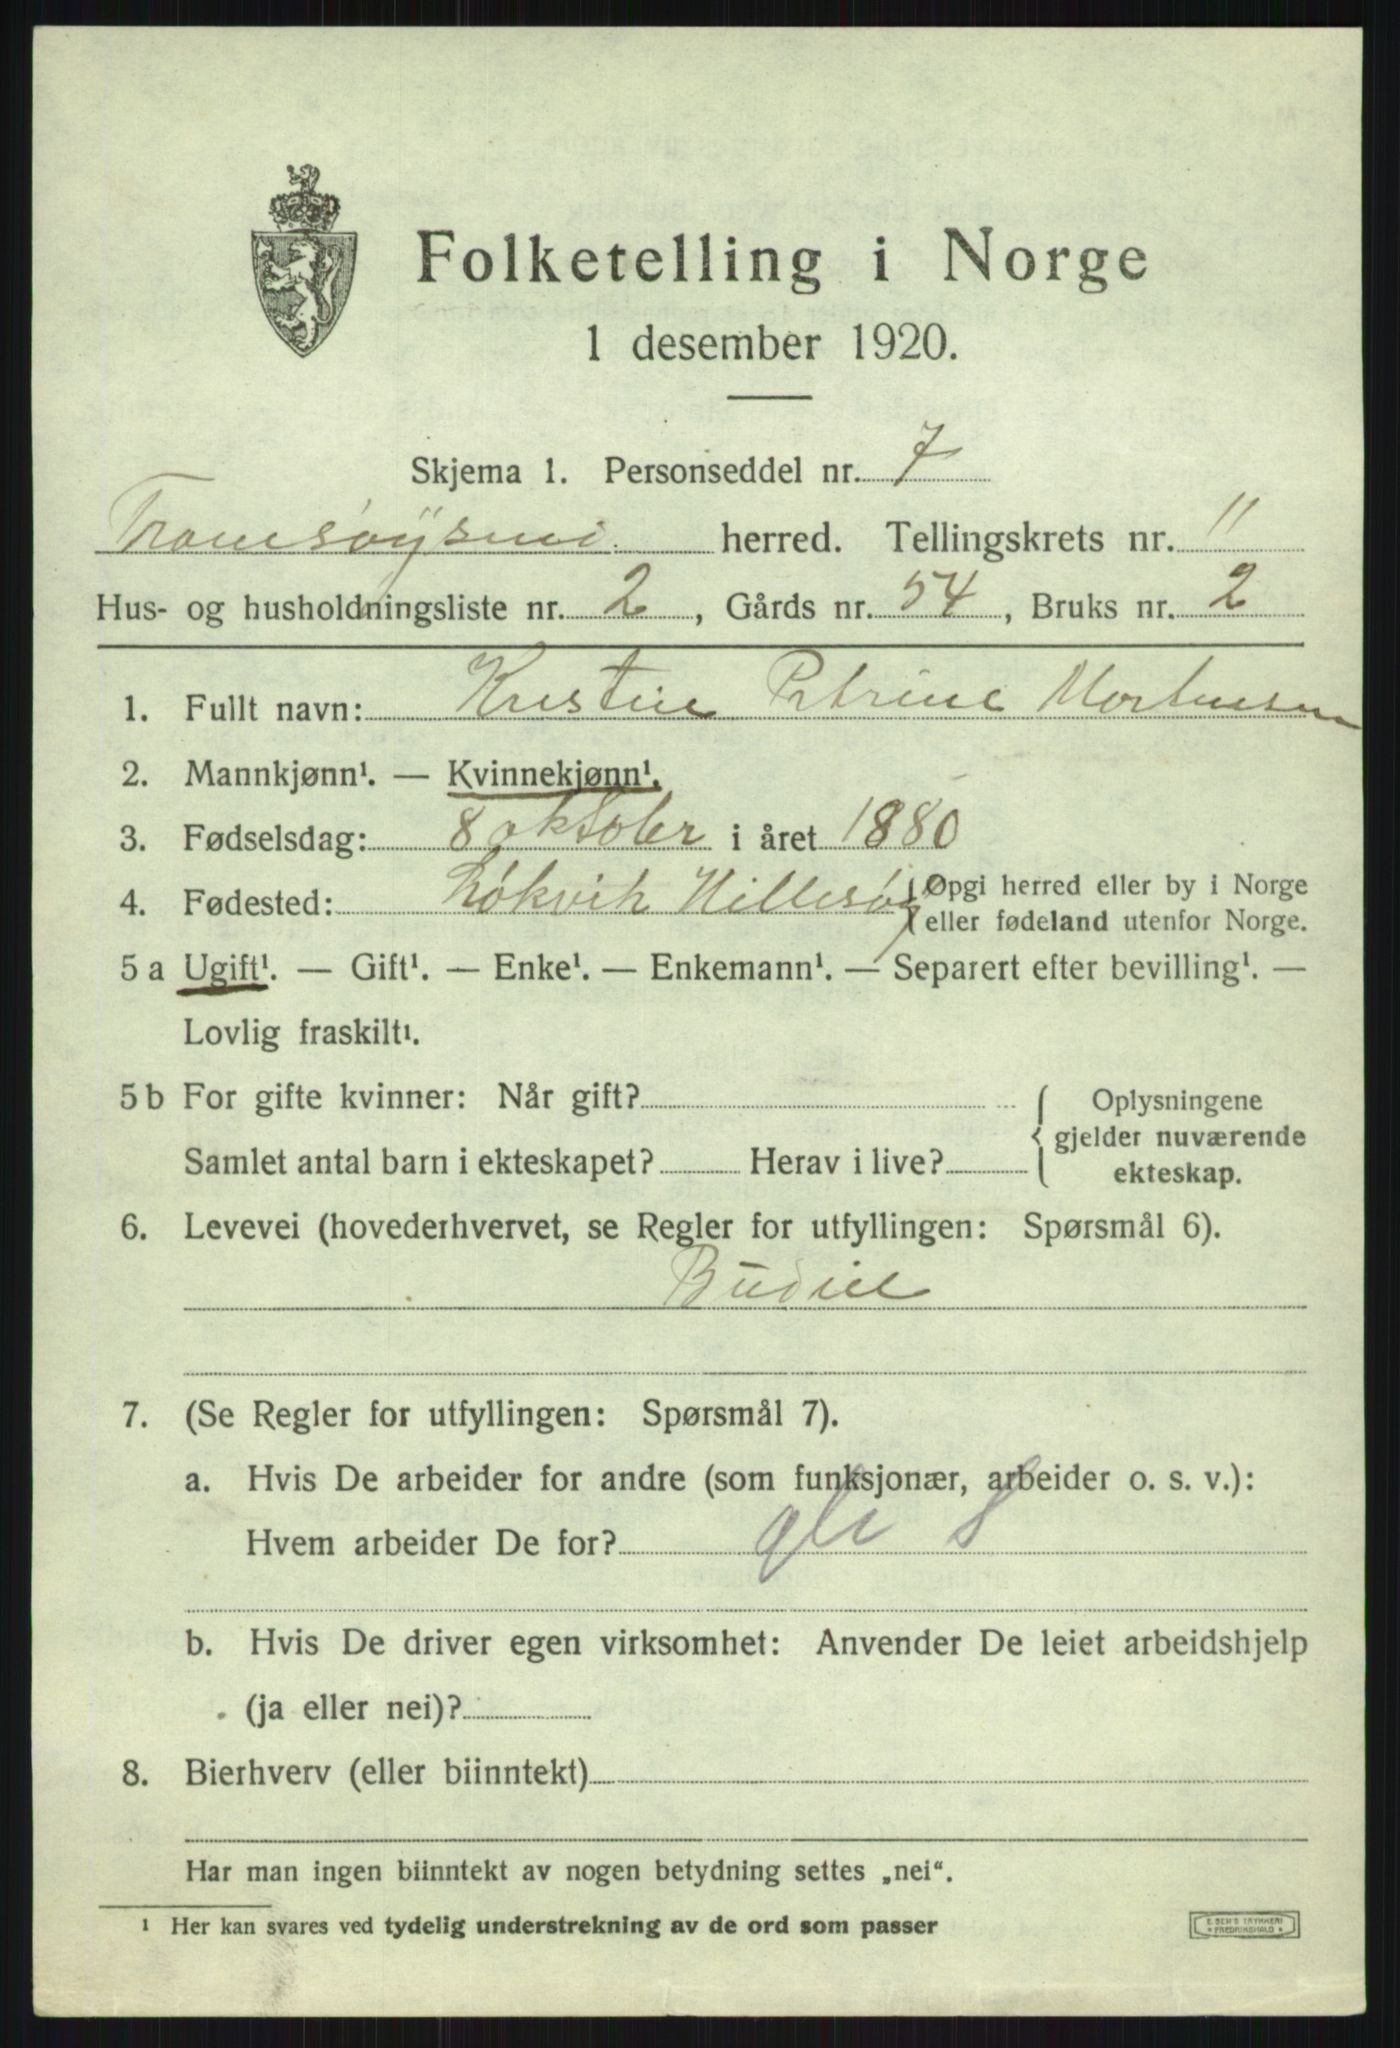 Folketelling i Norge
1 desember 1920.
Skjema 1. Personseddel nr. 7
Tromsøysund herred. Tellingskrets nr. 11
Hus- og husholdningsliste nr. 2, Gårds nr. 54, Bruks nr. 2
1. Fullt navn: Kristine Petrine Mortensen
2. Mannkjønn¹. — Kvinnekjønn¹.
3. Fødselsdag: 8 oktober i året 1880
4. Fødested: Løkvik Hillesøy { Opgi herred eller by i Norge
eller fødeland utenfor Norge.
5 a Ugift¹. — Gift¹. — Enke¹. — Enkemann¹. — Separert efter bevilling¹. —
Lovlig fraskilt¹.
5 b For gifte kvinner: Når gift?
Samlet antal barn i ekteskapet? Herav i live?
Oplysningene
gjelder nuværende
ekteskap.
6. Levevei (hovederhvervet, se Regler for utfyllingen: Spørsmål 6).
Budeie
7. (Se Regler for utfyllingen: Spørsmål 7).
a. Hvis De arbeider for andre (som funksjonær, arbeider o. s. v.):
Hvem arbeider De for?
b. Hvis De driver egen virksomhet: Anvender De leiet arbeidshjelp
(ja eller nei)?
8. Bierhverv (eller biinntekt)
Har man ingen biinntekt av nogen betydning settes „nei“.
¹ Her kan svares ved tydelig understrekning av de ord som passer
E. SEM'S TRYKKERI
FREDRIKSHALD